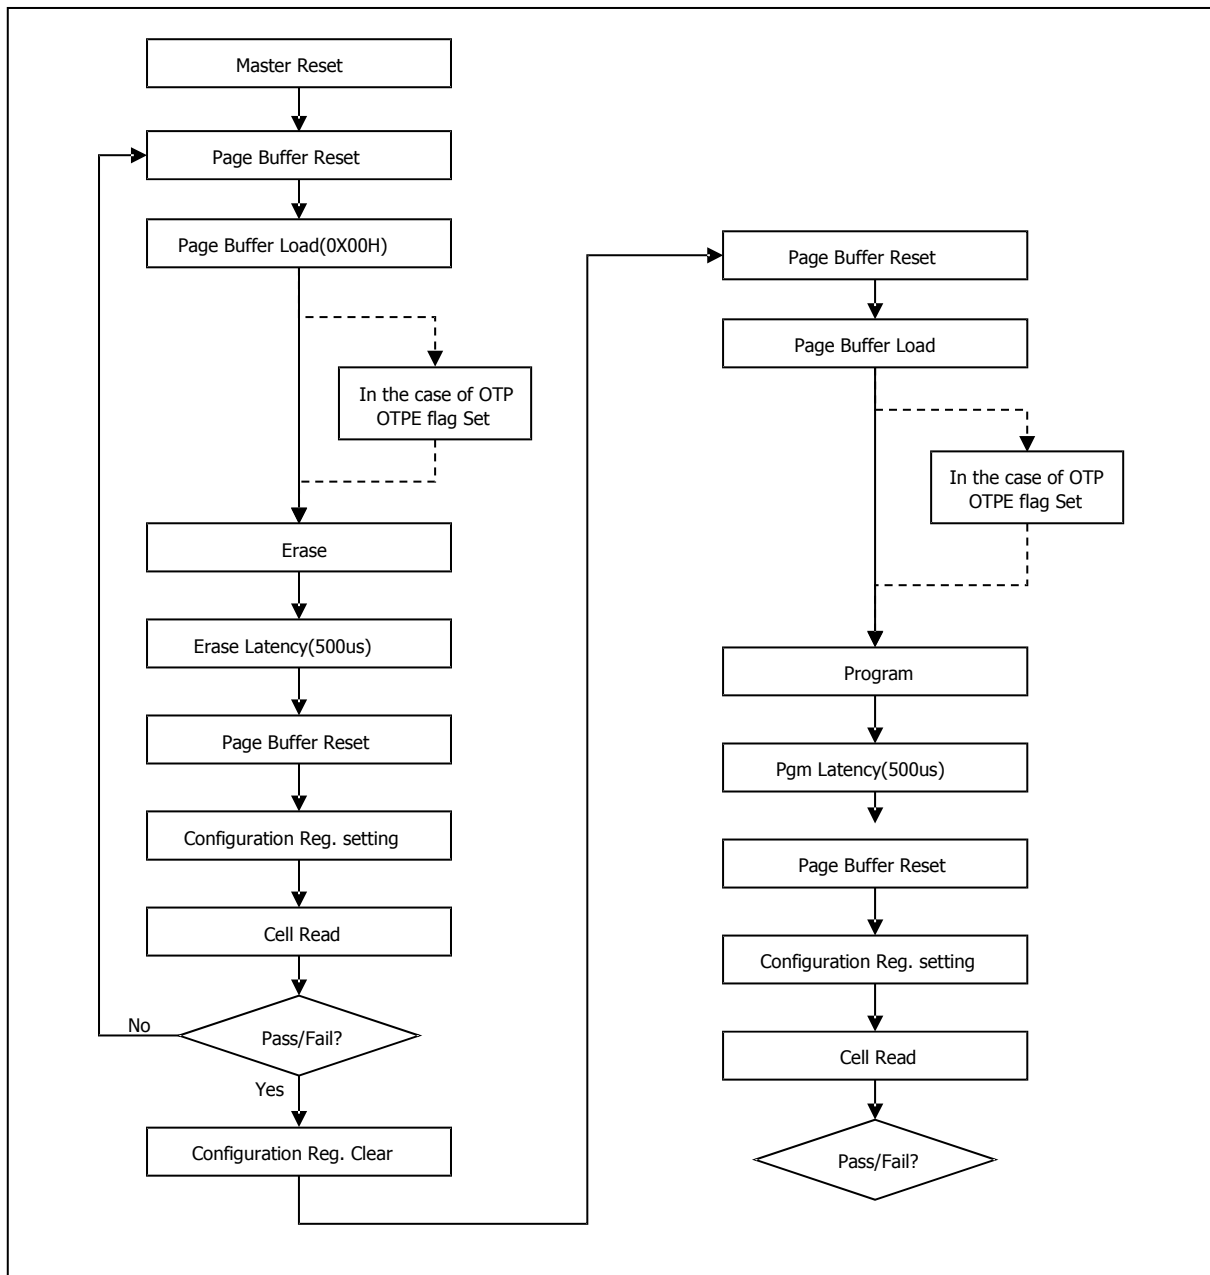 Master Reset
Page Buffer Reset
Page Buffer Load(0X00H)
In the case of OTP
OTPE flag Set
Erase
Erase Latency(500us)
Page Buffer Reset
Configuration Reg. setting
Cell Read
Pass/Fail?
No
Yes
Configuration Reg. Clear
Page Buffer Reset
Page Buffer Load
In the case of OTP
OTPE flag Set
Program
Pgm Latency(500us)
Page Buffer Reset
Configuration Reg. setting
Cell Read
Pass/Fail?